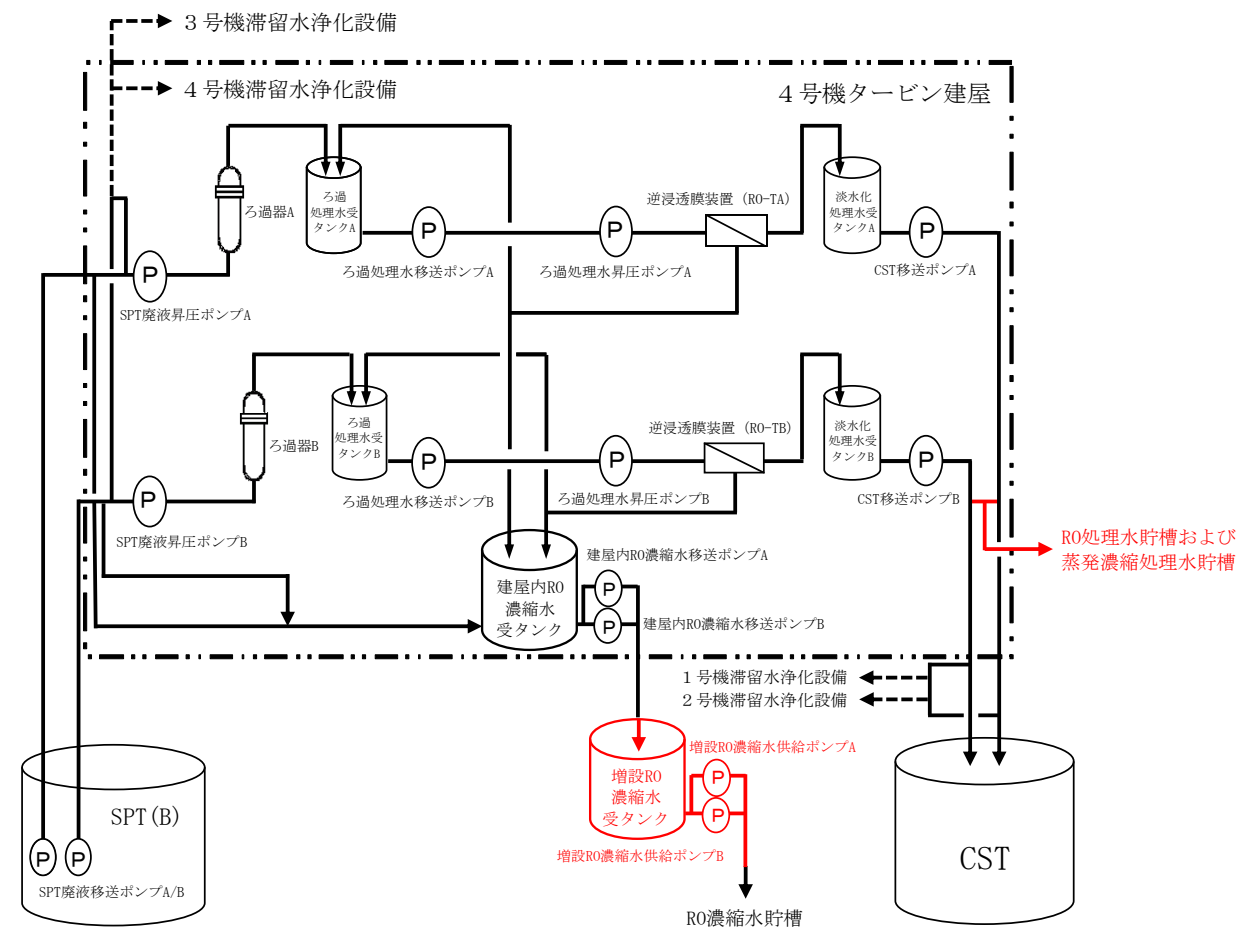 ３号機滞留水浄化設備
４号機滞留水浄化設備
４号機タービン建屋
ろ過器A
ろ過
処理水受
タンクA
P
ろ過処理水移送ポンプA
P
ろ過処理水昇圧ポンプA
逆浸透膜装置 (RO-TA)
淡水化
処理水受
タンクA
P
CST移送ポンプA
P
SPT廃液昇圧ポンプA
ろ過器B
ろ過
処理水受
タンクB
P
ろ過処理水移送ポンプB
P
ろ過処理水昇圧ポンプB
逆浸透膜装置 (RO-TB)
淡水化
処理水受
タンクB
P
CST移送ポンプB
P
SPT廃液昇圧ポンプB
RO処理水貯槽および
蒸発濃縮処理水貯槽
建屋内RO
濃縮水
受タンク
建屋内RO濃縮水移送ポンプA
P
P
建屋内RO濃縮水移送ポンプB
１号機滞留水浄化設備
２号機滞留水浄化設備
増設RO
濃縮水
受タンク
増設RO濃縮水供給ポンプA
P
P
増設RO濃縮水供給ポンプB
RO濃縮水貯槽
SPT(B)
P
P
SPT廃液移送ポンプA/B
CST